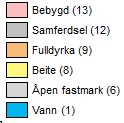 Bebygd (13)
Samferdsel (12)
Fulldyrka (9)
Beite (8)
Åpen fastmark (6)
Vann (1)